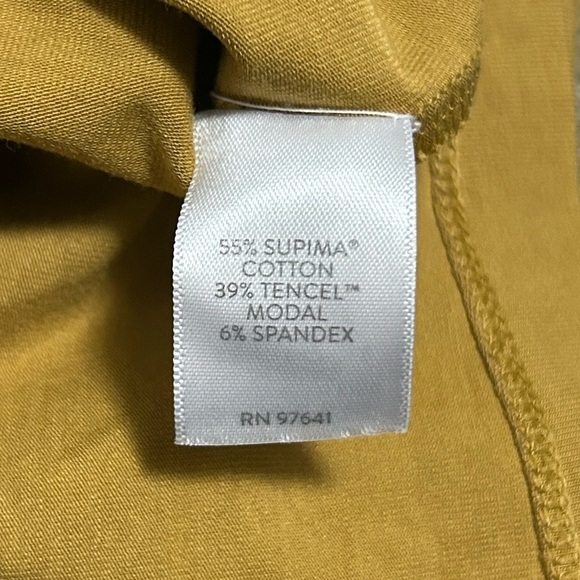 55% SUPIMA®
COTTON
39% TENCEL™
MODAL
6% SPANDEX
RN 97641